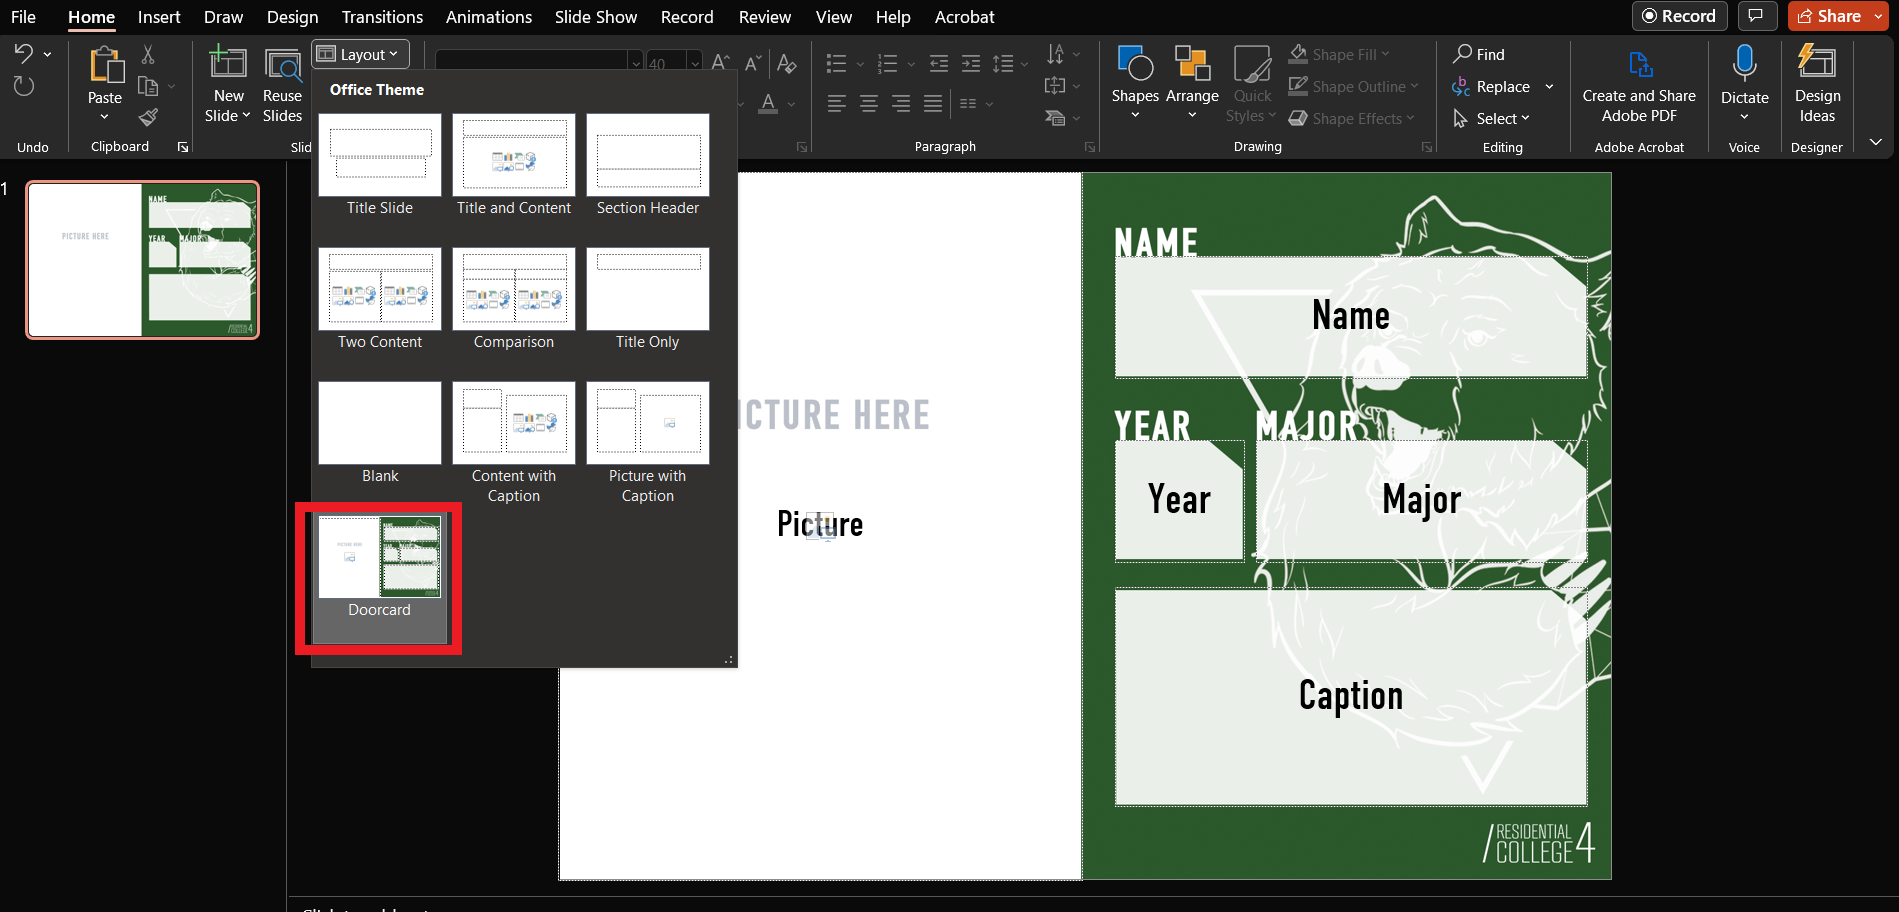 File Home Insert Draw Design Transitions Animations Slide Show Record Review View Help Acrobat
Record
Share
Layout
40
Paste
New
Slide
Reuse
Slides
Shapes
Arrange
Quick
Styles
Shape Fill
Shape Outline
Shape Effects
Find
Replace
Select
Create and Share
Adobe PDF
Dictate
Design
Ideas
Undo
Clipboard
Slid
Paragraph
Drawing
Editing
Adobe Acrobat
Voice
Designer
Office Theme
Title Slide
Title and Content
Section Header
Two Content
Comparison
Title Only
Blank
Content with
Caption
Picture with
Caption
PICTURE HERE
Doorcard
1
PICTURE HERE
NAME
YEAR MAJOR
RESIDENTIAL
COLLEGE 4
ICTURE HERE
Picture
NAME
Name
YEAR MAJOR
Year
Major
Caption
/RESIDENTIAL
COLLEGE 4